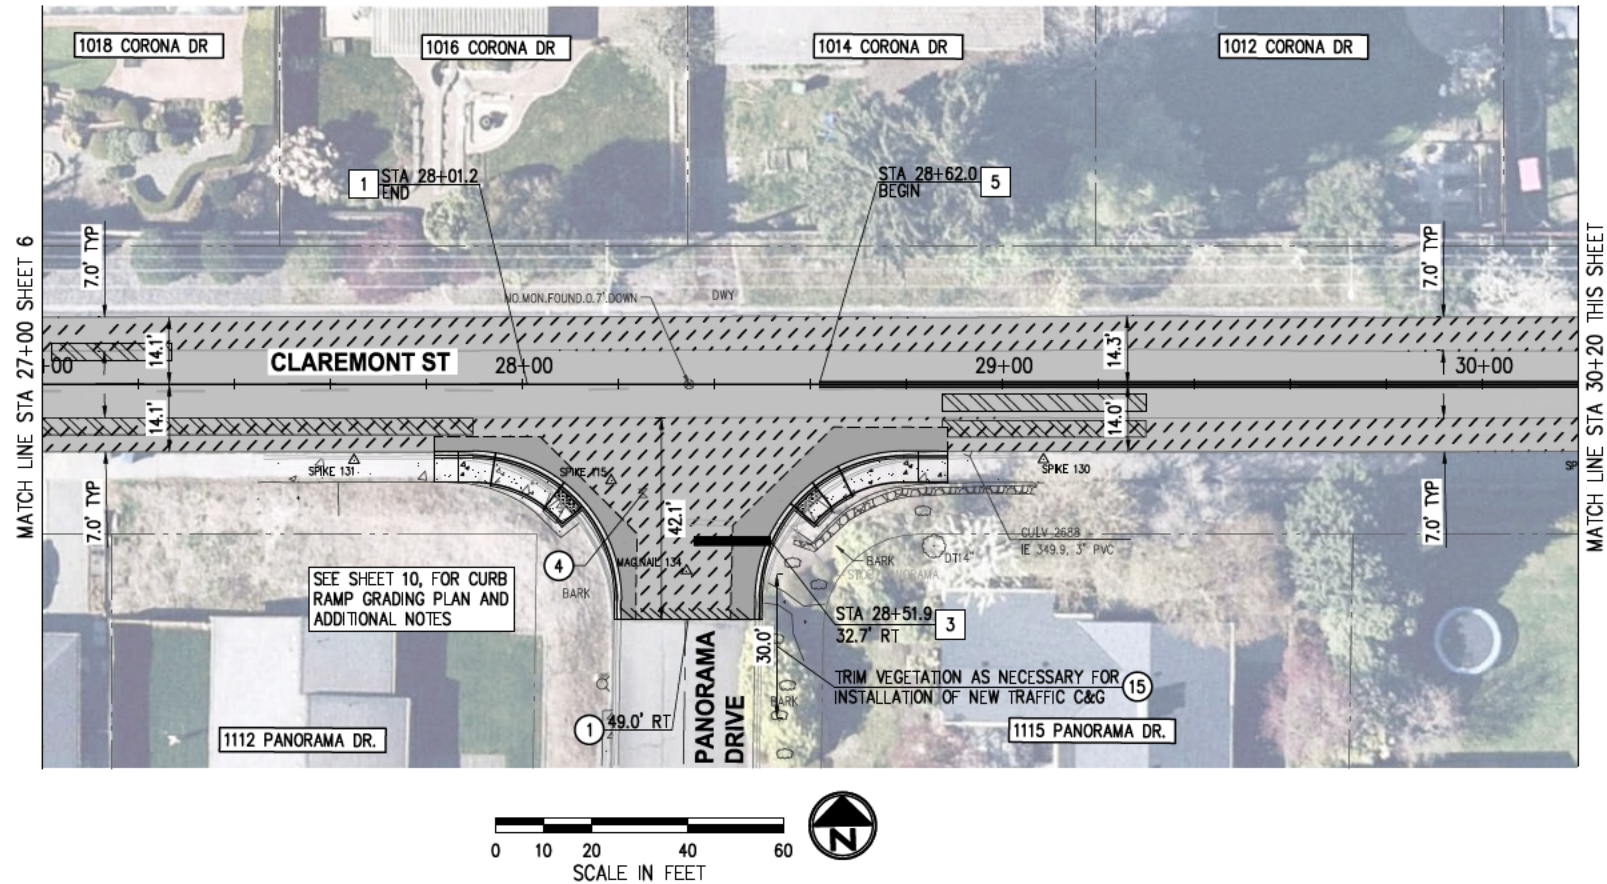 1018 CORONA DR
1016 CORONA DR
1014 CORONA DR
1012 CORONA DR
1
STA 28+01.2
END
STA 28+62.0
BEGIN
5
MATCH LINE STA 27+00 SHEET 6
MATCH LINE STA 30+20 THIS SHEET
7.0' TYP
7.0' TYP
NO.MON.FOUND.0.7'.DOWN
DWY
14.1'
14.3'
+00
CLAREMONT ST
28+00
29+00
30+00
14.1'
14.0'
SPIKE 131
SPIKE 115
SPIKE 130
SP
7.0' TYP
42.1'
7.0' TYP
CULV 2688
IE 349.9, 3" PVC
4
MAG.NAIL 134
BARK
BARK
DT14"
STOP/PANORAMA
SEE SHEET 10, FOR CURB
RAMP GRADING PLAN AND
ADDITIONAL NOTES
STA 28+51.9
32.7' RT
3
30.0'
TRIM VEGETATION AS NECESSARY FOR
INSTALLATION OF NEW TRAFFIC C&G
15
BARK
PANORAMA
DRIVE
1
49.0' RT
1112 PANORAMA DR.
1115 PANORAMA DR.
N
0 10 20 40 60
SCALE IN FEET